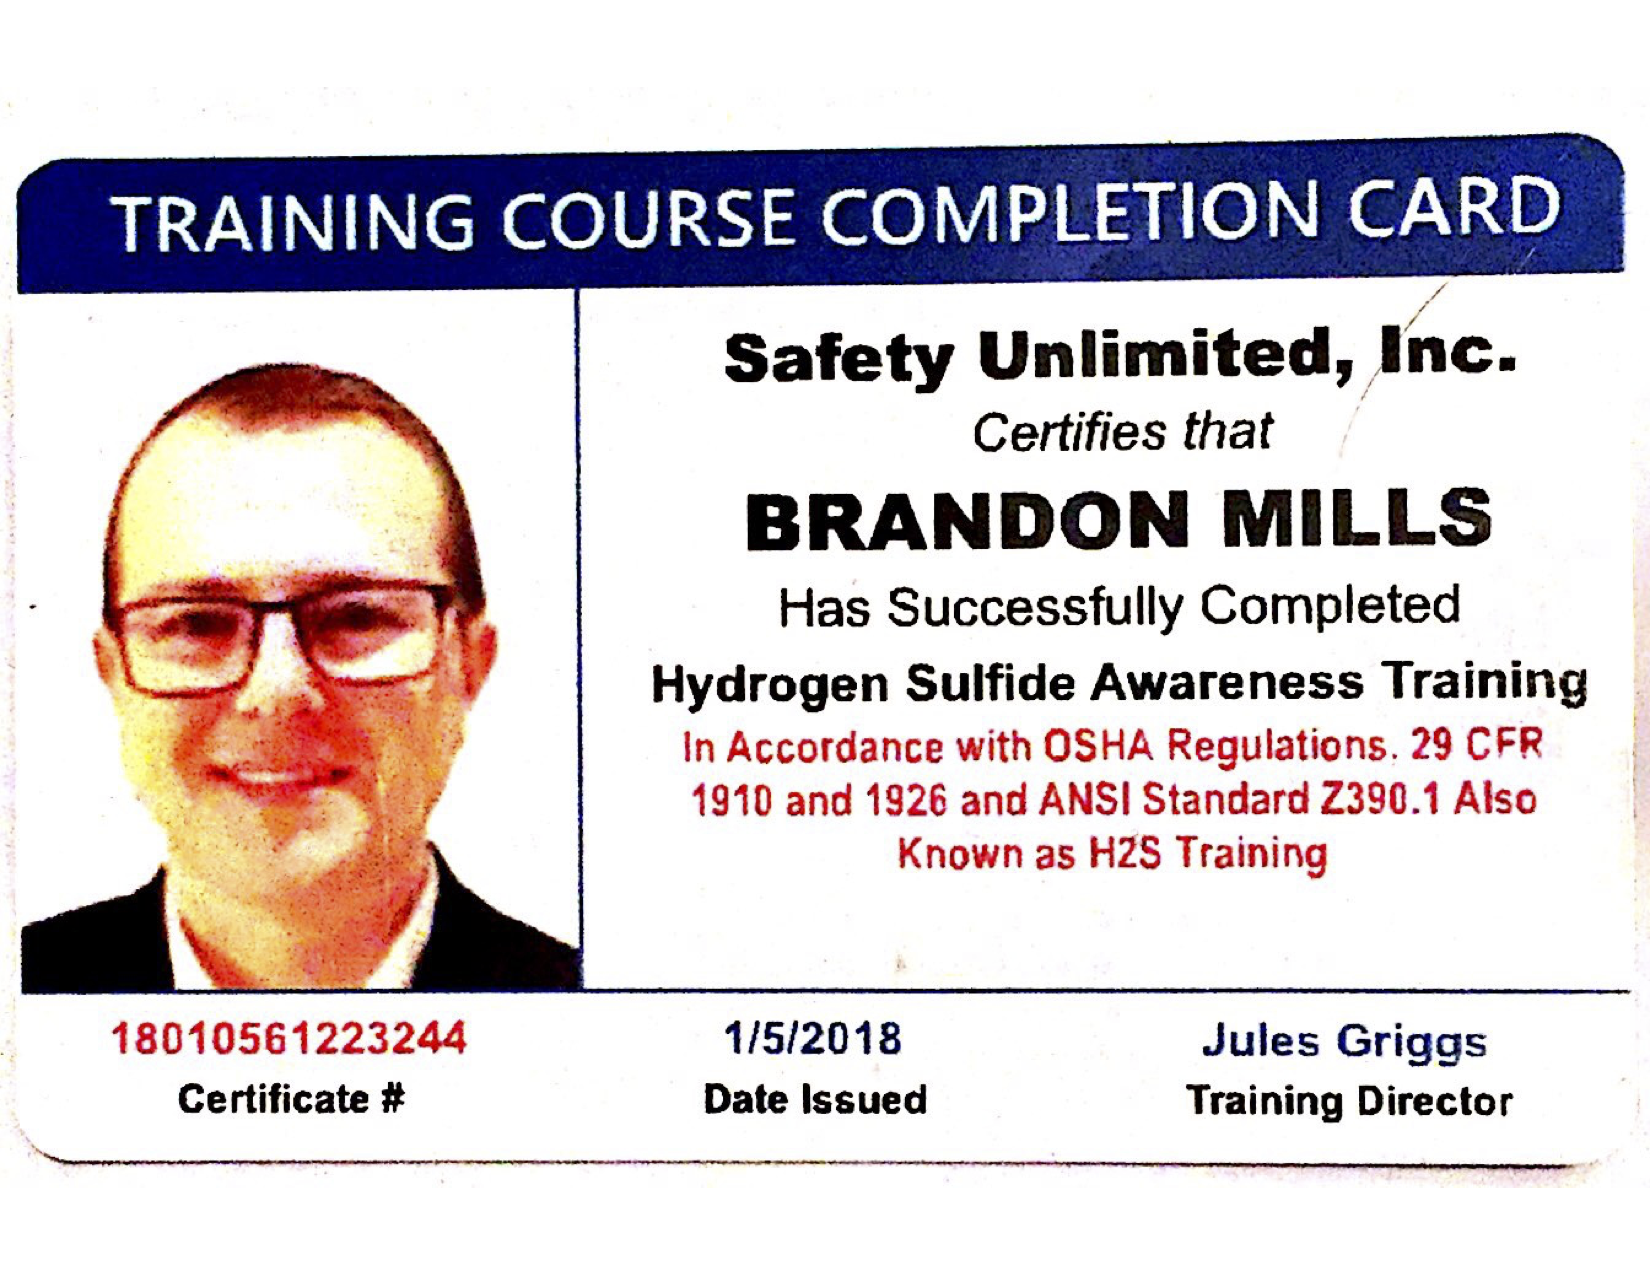 TRAINING COURSE COMPLETION CARD
Safety Unlimited, Inc.
Certifies that
BRANDON MILLS
Has Successfully Completed
Hydrogen Sulfide Awareness Training
In Accordance with OSHA Regulations. 29 CFR
1910 and 1926 and ANSI Standard Z390.1 Also
Known as H2S Training
18010561223244
Certificate #
1/5/2018
Date Issued
Jules Griggs
Training Director